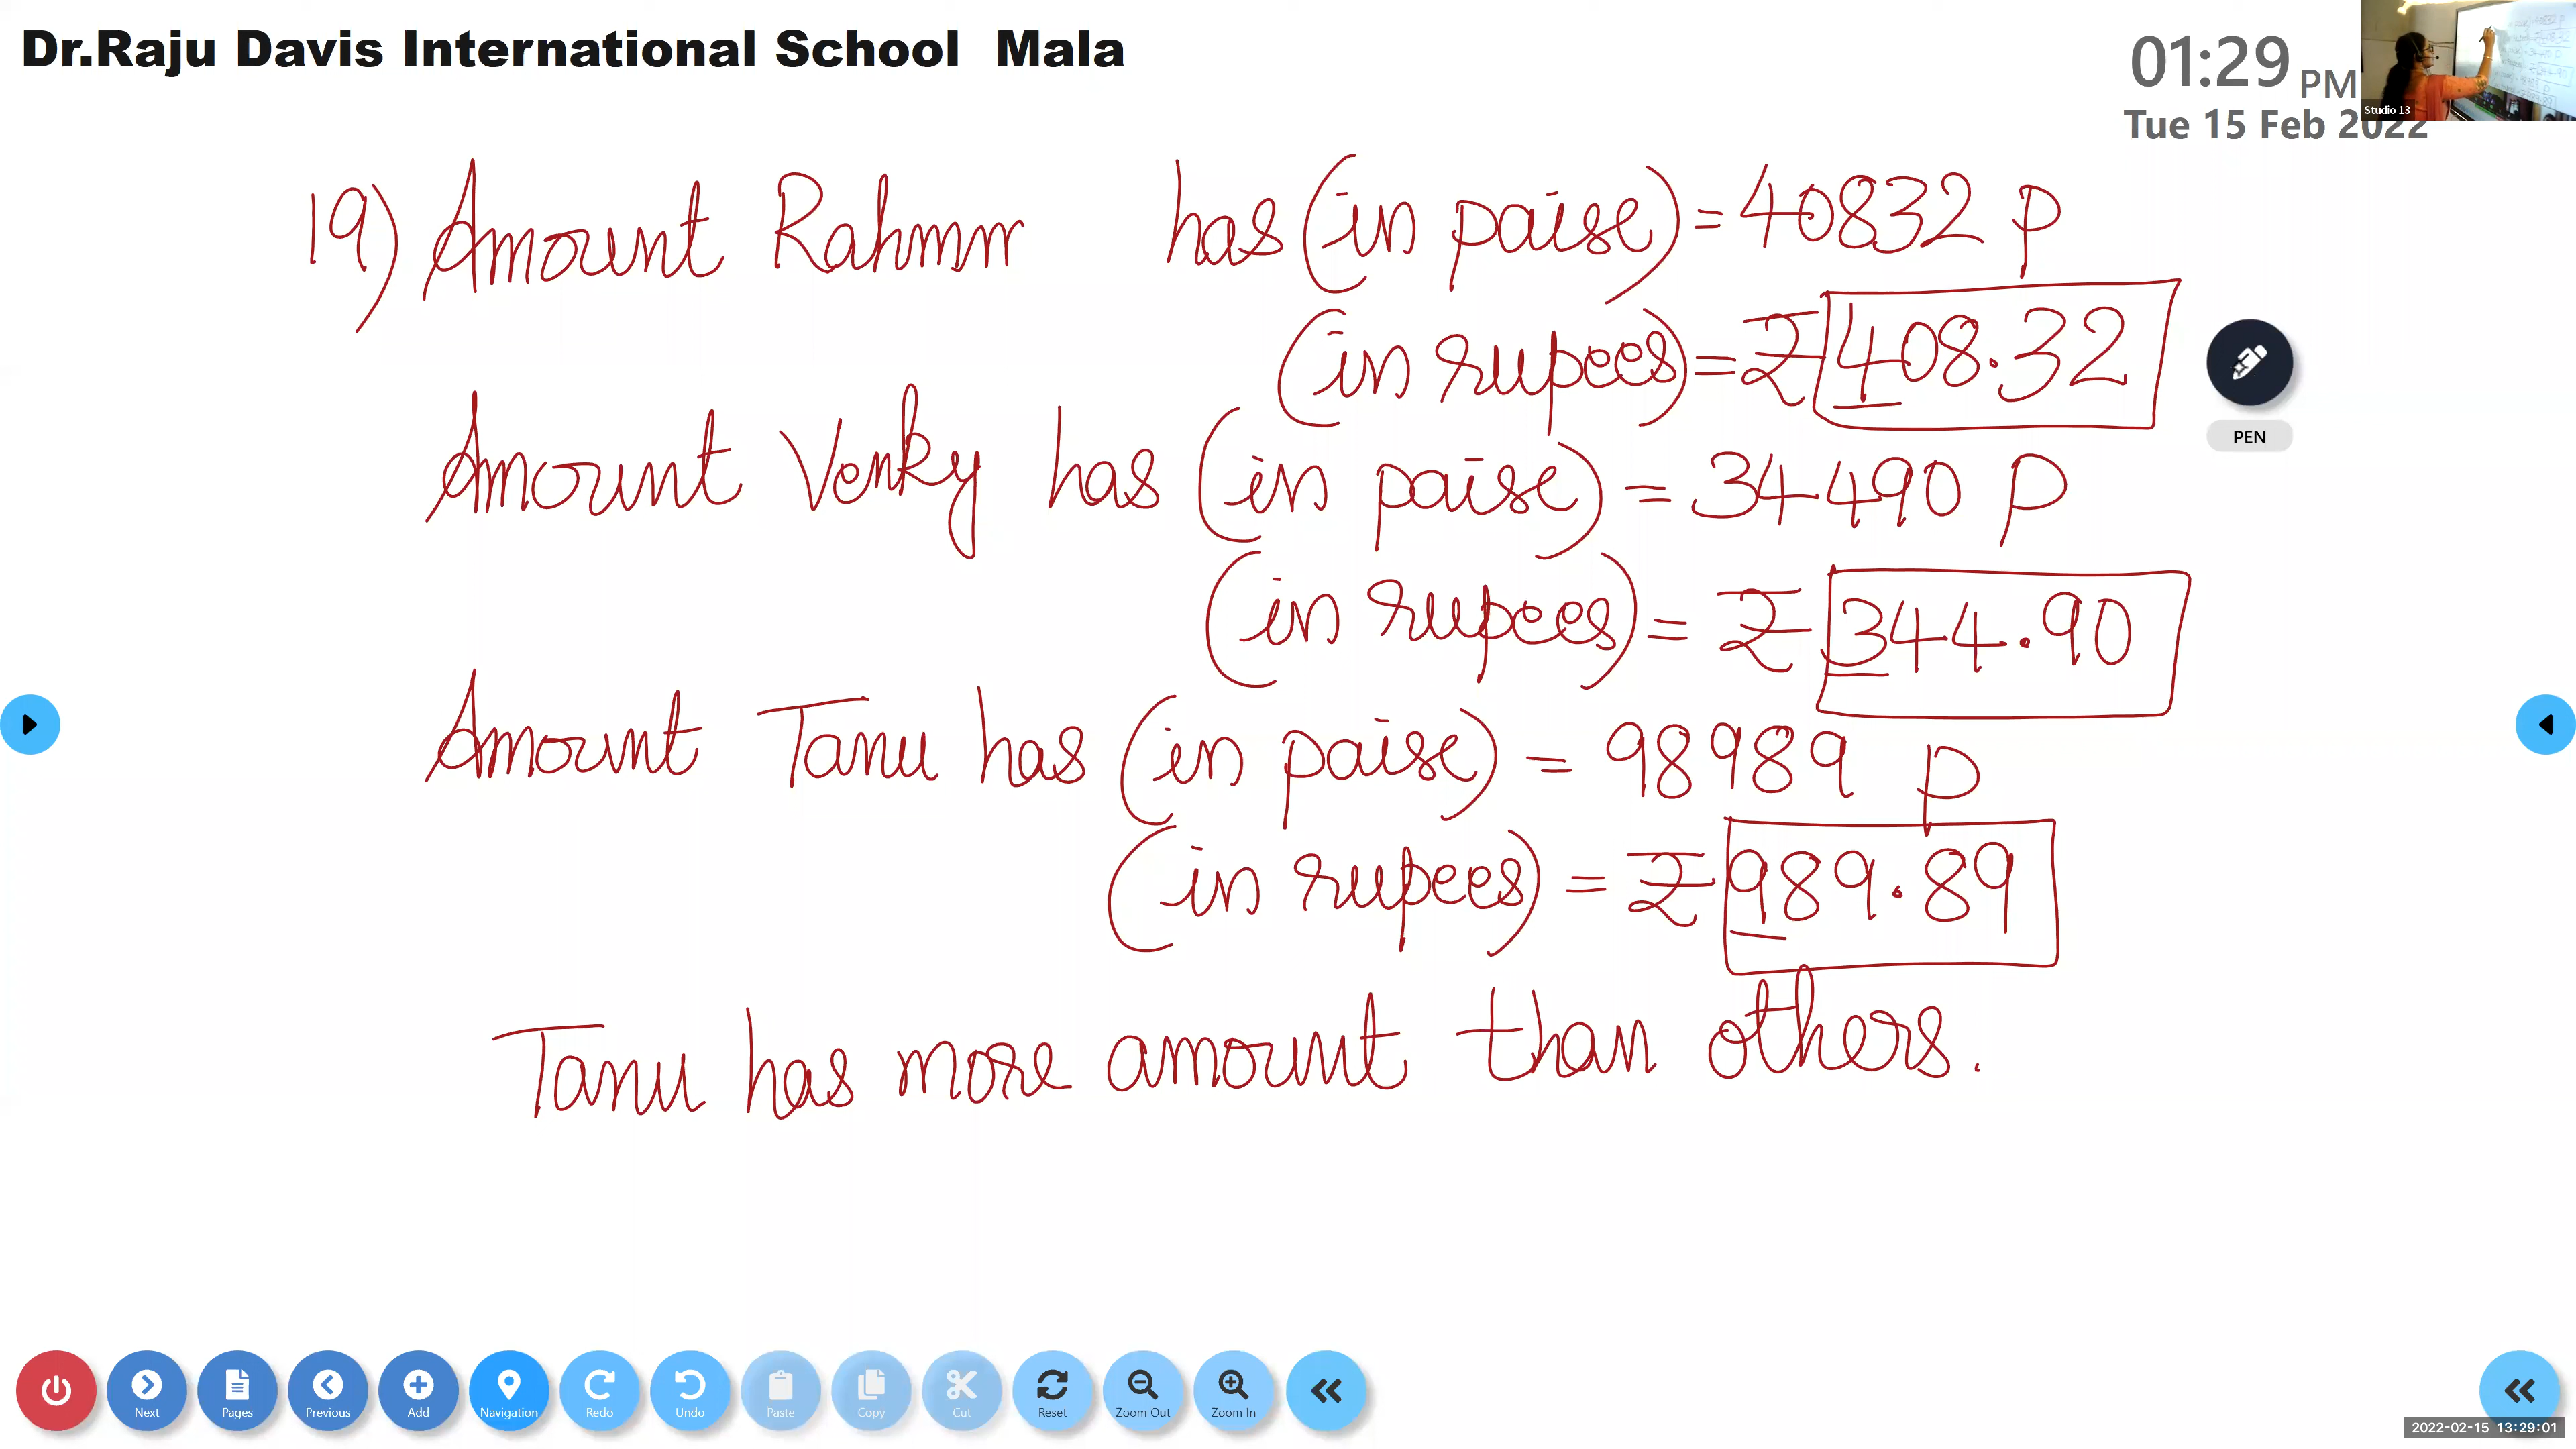 Dr.Raju Davis International School Mala
01:29 PM
Tue 15 Feb 2022
Studio 13
19) Amount Rahmn has (in paise) = 40832 P
(in rupees) = ₹ 408.32
PEN
Amount Venky has (in paise) = 34490 P
(in rupees) = ₹ 344.90
Amount Tanu has (in paise) = 98989 P
(in rupees) = ₹ 989.89
Tanu has more amount than others.
Next Pages Previous Add Navigation Redo Undo Paste Copy Cut Reset Zoom Out Zoom In
2022-02-15 13:29:01